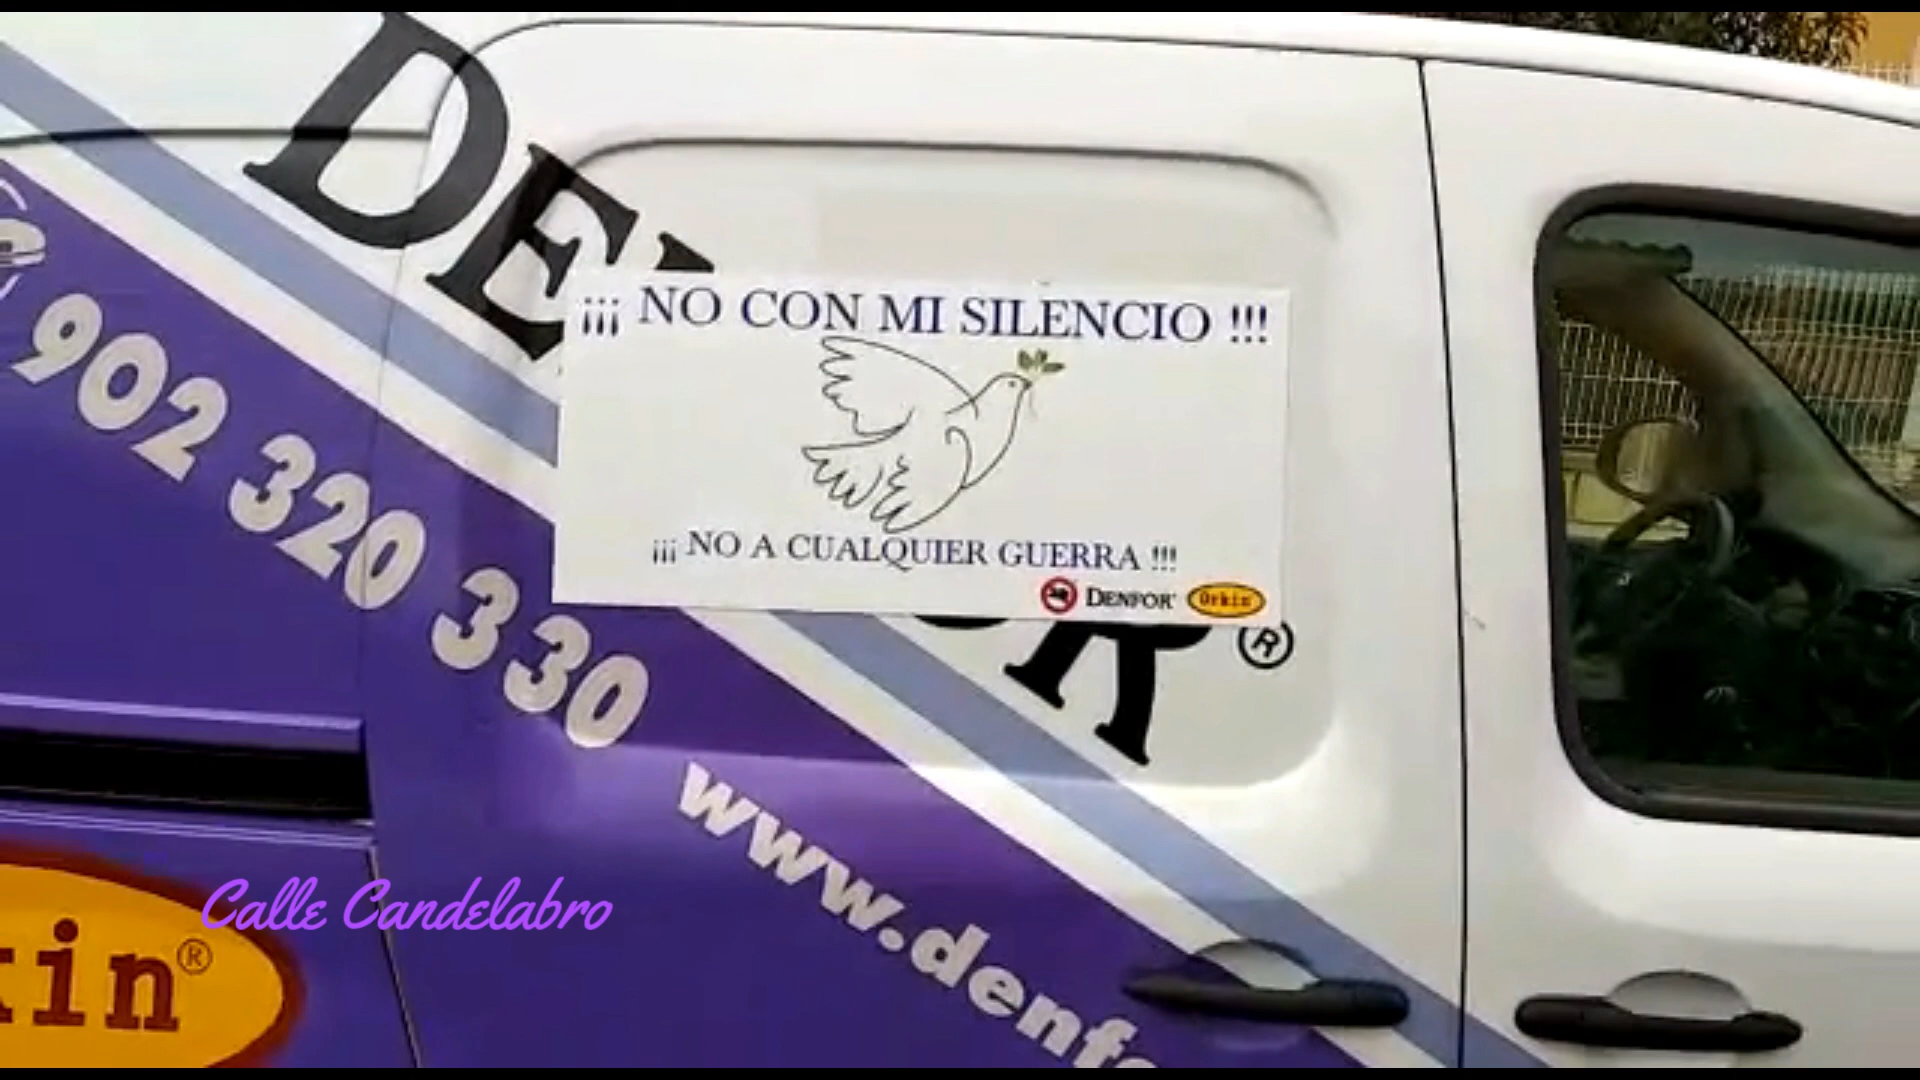 ¡¡¡ NO CON MI SILENCIO !!!
¡¡¡ NO A CUALQUIER GUERRA !!!
DENFOR® Orkin®
®
902 320 330
www.denfo
Calle Candelabro
kin®